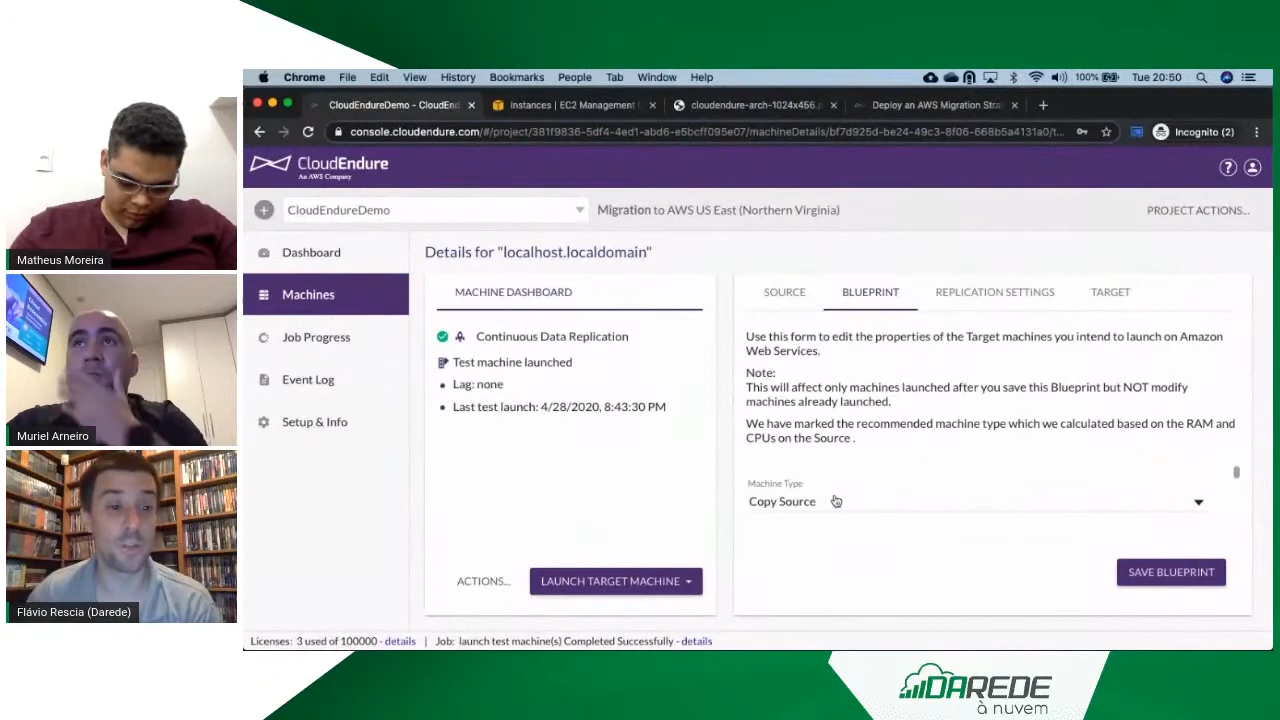 Matheus Moreira
Muriel Arneiro
Flávio Rescia (Darede)
Chrome File Edit View History Bookmarks People Tab Window Help
100% Tue 20:50
CloudEndureDemo - CloudEnd
Instances | EC2 Management
cloudendure-arch-1024x456.p
Deploy an AWS Migration Stra
console.cloudendure.com/#/project/381f9836-5df4-4ed1-abd6-e5bcff095e07/machineDetails/bf7d925d-be24-49c3-8f06-668b5a4131a0/t...
Incognito (2)
CloudEndure
An AWS Company
CloudEndureDemo
Migration to AWS US East (Northern Virginia)
PROJECT ACTIONS...
Dashboard
Machines
Job Progress
Event Log
Setup & Info
Details for "localhost.localdomain"
MACHINE DASHBOARD
Continuous Data Replication
Test machine launched
Lag: none
Last test launch: 4/28/2020, 8:43:30 PM
ACTIONS...
LAUNCH TARGET MACHINE
SOURCE BLUEPRINT REPLICATION SETTINGS TARGET
Use this form to edit the properties of the Target machines you intend to launch on Amazon
Web Services.
Note:
This will affect only machines launched after you save this Blueprint but NOT modify
machines already launched.
We have marked the recommended machine type which we calculated based on the RAM and
CPUs on the Source .
Machine Type
Copy Source
SAVE BLUEPRINT
Licenses: 3 used of 100000 - details | Job: launch test machine(s) Completed Successfully - details
DAREDE
à nuvem